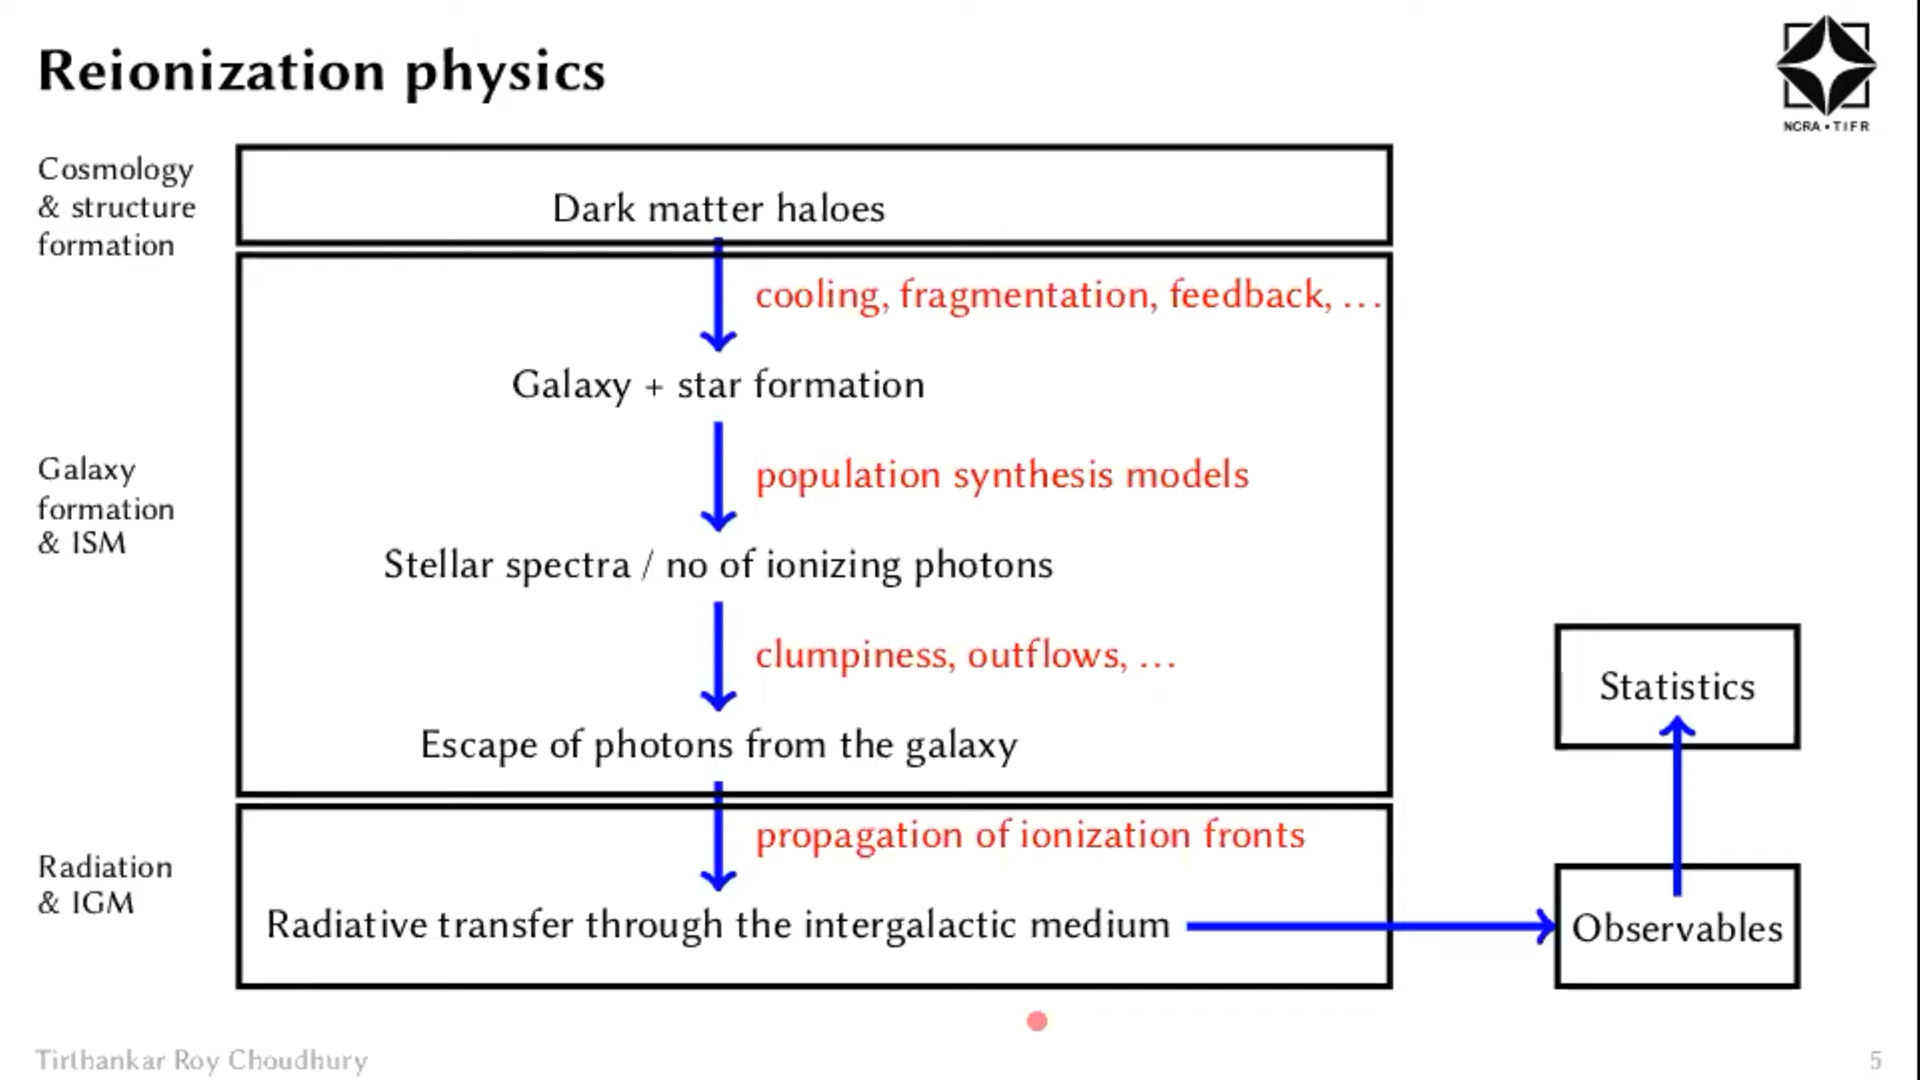 Reionization physics
NCRA • TIFR
Cosmology
& structure
formation
Dark matter haloes
cooling, fragmentation, feedback, ...
Galaxy + star formation
Galaxy
formation
& ISM
population synthesis models
Stellar spectra / no of ionizing photons
clumpiness, outflows, ...
Escape of photons from the galaxy
Radiation
& IGM
propagation of ionization fronts
Radiative transfer through the intergalactic medium
Statistics
Observables
Tirthankar Roy Choudhury
5